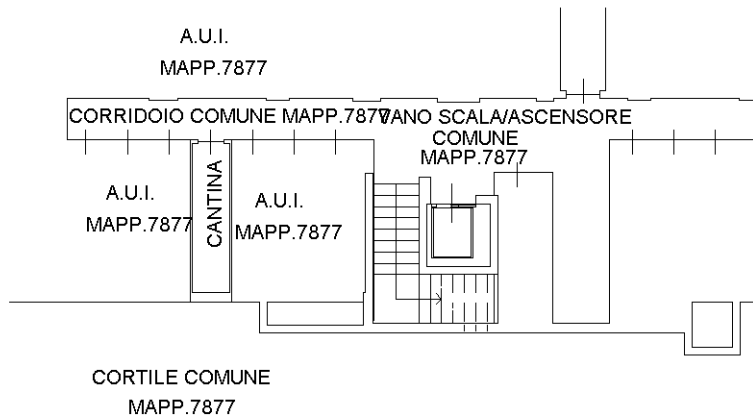 A.U.I.
MAPP.7877
CORRIDOIO COMUNE MAPP.7877
VANO SCALA/ASCENSORE
COMUNE
MAPP.7877
A.U.I.
MAPP.7877
CANTINA
A.U.I.
MAPP.7877
CORTILE COMUNE
MAPP.7877